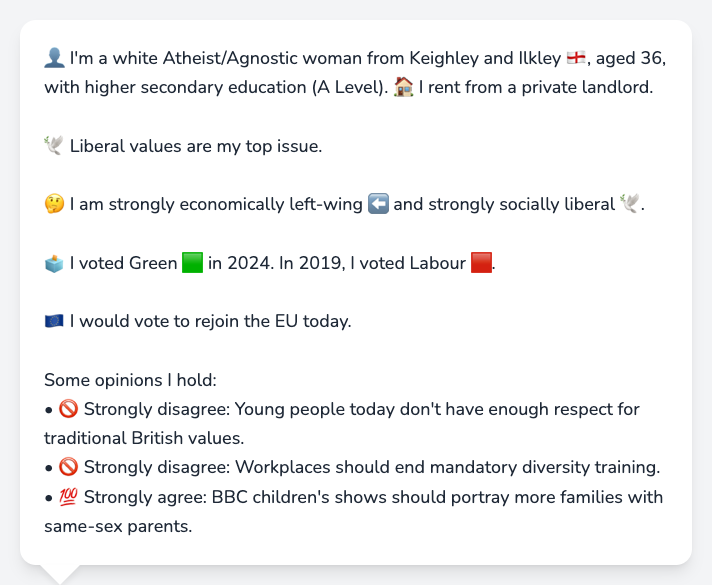 👤 I'm a white Atheist/Agnostic woman from Keighley and Ilkley 🏴󠁧󠁢󠁥󠁮󠁧󠁿, aged 36,
with higher secondary education (A Level). 🏠 I rent from a private landlord.
🕊️ Liberal values are my top issue.
🤔 I am strongly economically left-wing ⬅️ and strongly socially liberal 🕊️.
🗳️ I voted Green 🟩 in 2024. In 2019, I voted Labour 🟥.
🇪🇺 I would vote to rejoin the EU today.
Some opinions I hold:
• 🚫 Strongly disagree: Young people today don't have enough respect for
traditional British values.
• 🚫 Strongly disagree: Workplaces should end mandatory diversity training.
• 💯 Strongly agree: BBC children's shows should portray more families with
same-sex parents.